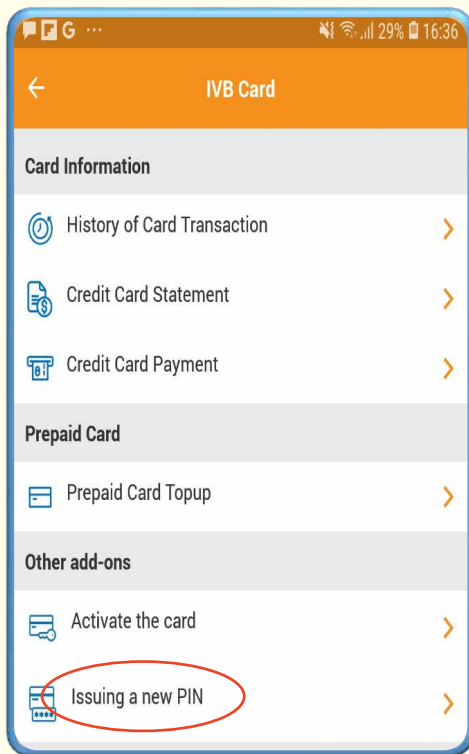 G ... 29% 16:36
IVB Card
Card Information
History of Card Transaction
Credit Card Statement
Credit Card Payment
Prepaid Card
Prepaid Card Topup
Other add-ons
Activate the card
Issuing a new PIN